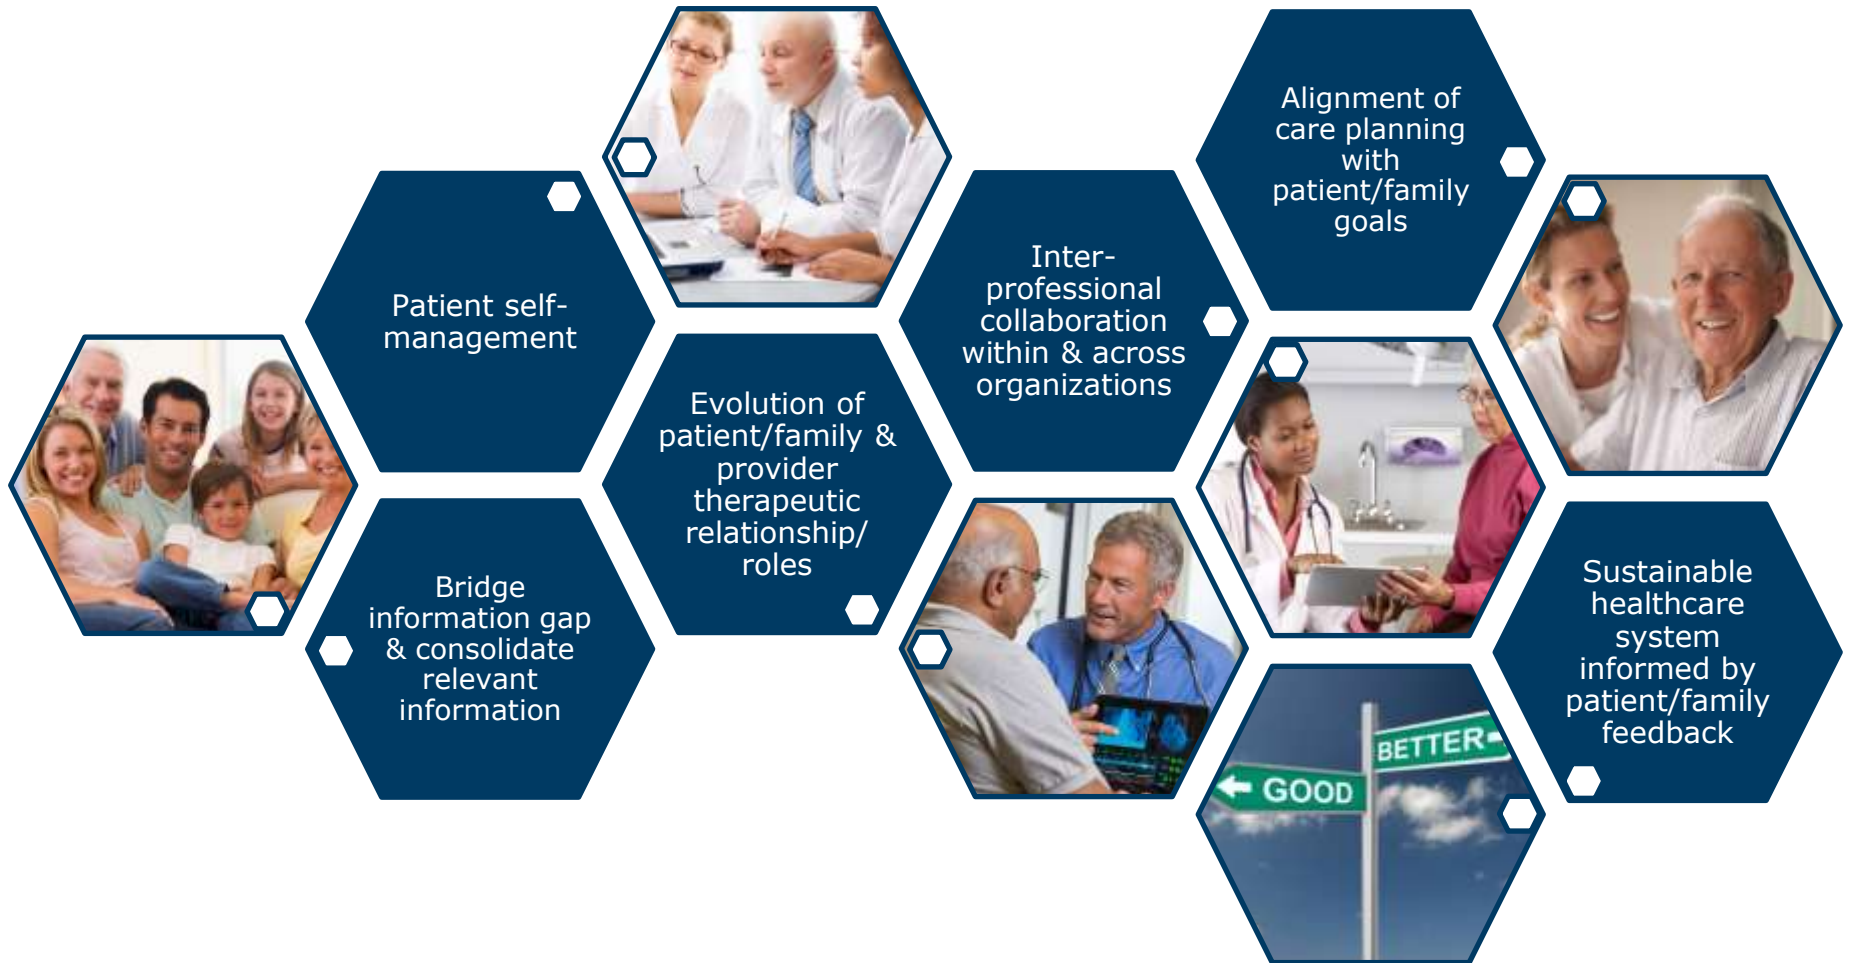 Patient self-
management
Bridge
information gap
& consolidate
relevant
information
Evolution of
patient/family &
provider
therapeutic
relationship/
roles
Inter-
professional
collaboration
within & across
organizations
Alignment of
care planning
with
patient/family
goals
Sustainable
healthcare
system
informed by
patient/family
feedback
BETTER
GOOD